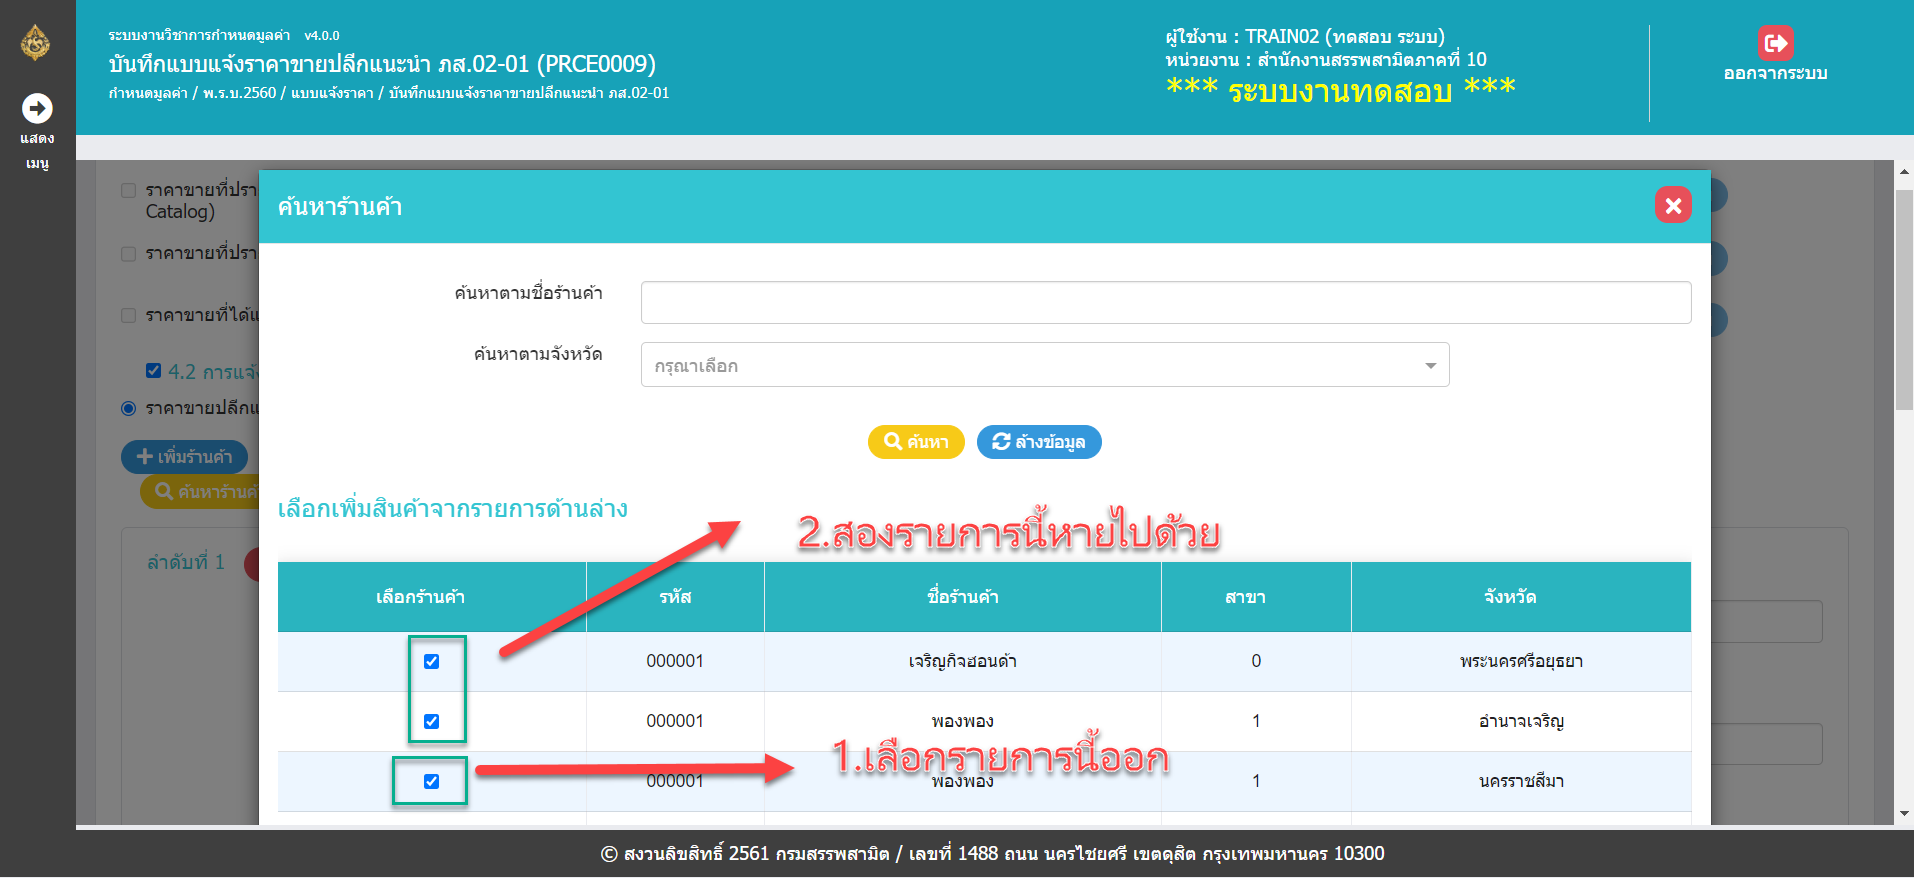 ระบบงานวิชาการกำหนดมูลค่า v4.0.0
บันทึกแบบแจ้งราคาขายปลีกแนะนำ ภส.02-01 (PRCE0009)
กำหนดมูลค่า / พ.ร.บ.2560 / แบบแจ้งราคา / บันทึกแบบแจ้งราคาขายปลีกแนะนำ ภส.02-01
ผู้ใช้งาน : TRAIN02 (ทดสอบ ระบบ)
หน่วยงาน : สำนักงานสรรพสามิตภาคที่ 10
*** ระบบงานทดสอบ ***
ออกจากระบบ
แสดง
เมนู
ราคาขายที่ปรา
Catalog)
ราคาขายที่ปรา
ราคาขายที่ได้แ
4.2 การแจ้ง
ราคาขายปลีกแ
เพิ่มร้านค้า
ค้นหาร้านค้
ลำดับที่ 1
ค้นหาร้านค้า
ค้นหาตามชื่อร้านค้า
ค้นหาตามจังหวัด
กรุณาเลือก
ค้นหา ล้างข้อมูล
เลือกเพิ่มสินค้าจากรายการด้านล่าง
2.สองรายการนี้หายไปด้วย
เลือกร้านค้า รหัส ชื่อร้านค้า สาขา จังหวัด
000001 เจริญกิจฮอนด้า 0 พระนครศรีอยุธยา
000001 พองพอง 1 อำนาจเจริญ
1.เลือกรายการนี้ออก
000001 พองพอง 1 นครราชสีมา
© สงวนลิขสิทธิ์ 2561 กรมสรรพสามิต / เลขที่ 1488 ถนน นครไชยศรี เขตดุสิต กรุงเทพมหานคร 10300